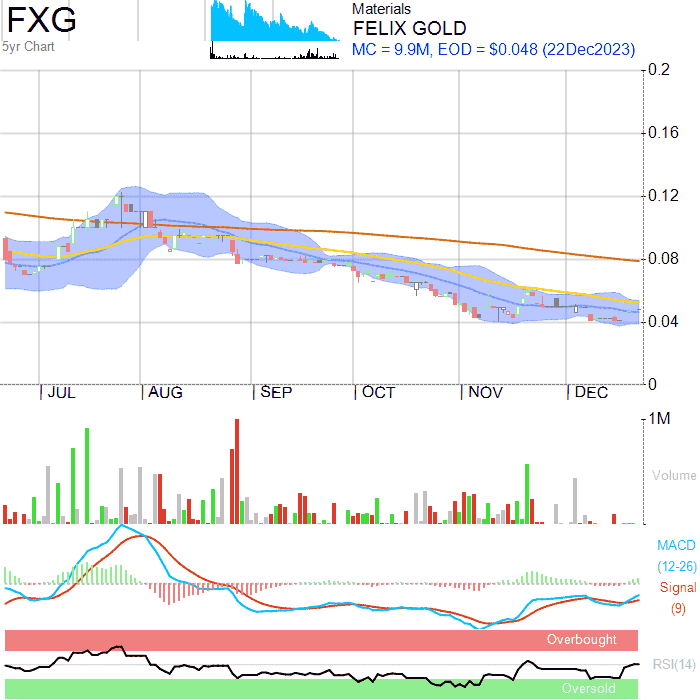 FXG
5yr Chart
Materials
FELIX GOLD
MC = 9.9M, EOD = $0.048 (22Dec2023)
0.2
0.16
0.12
0.08
0.04
0
JUL AUG SEP OCT NOV DEC
1M
Volume
MACD
(12-26)
Signal
(9)
Overbought
RSI(14)
Oversold